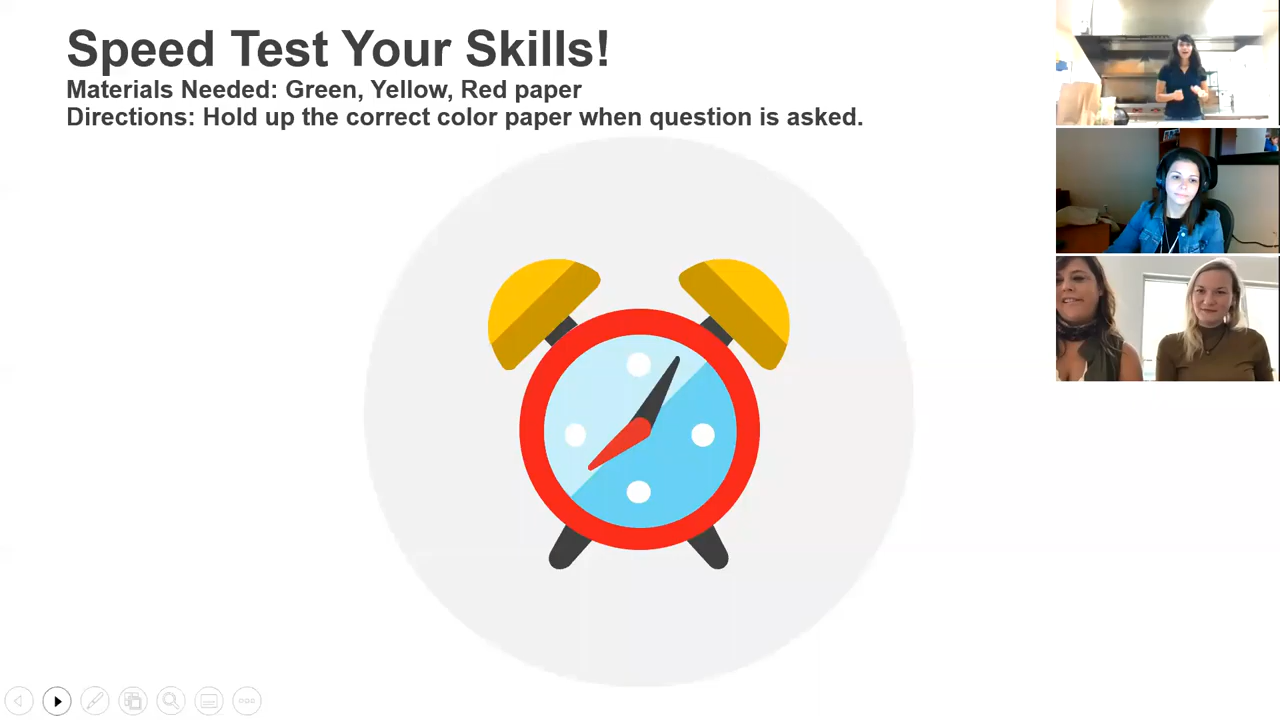 Speed Test Your Skills!
Materials Needed: Green, Yellow, Red paper
Directions: Hold up the correct color paper when question is asked.